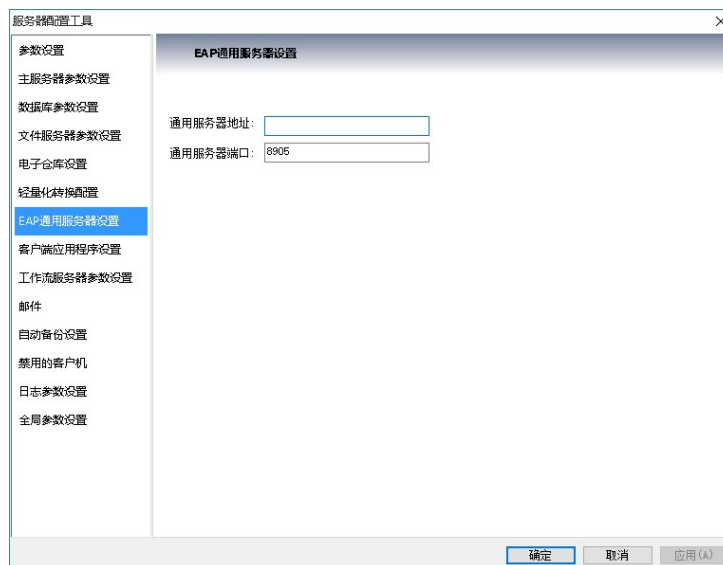 服务器配置工具
参数设置
主服务器参数设置
数据库参数设置
文件服务器参数设置
电子仓库设置
轻量化转换配置
EAP通用服务器设置
客户端应用程序设置
工作流服务器参数设置
邮件
自动备份设置
禁用的客户机
日志参数设置
全局参数设置
EAP通用服务器设置
通用服务器地址:
通用服务器端口: 8905
确定 取消 应用(A)